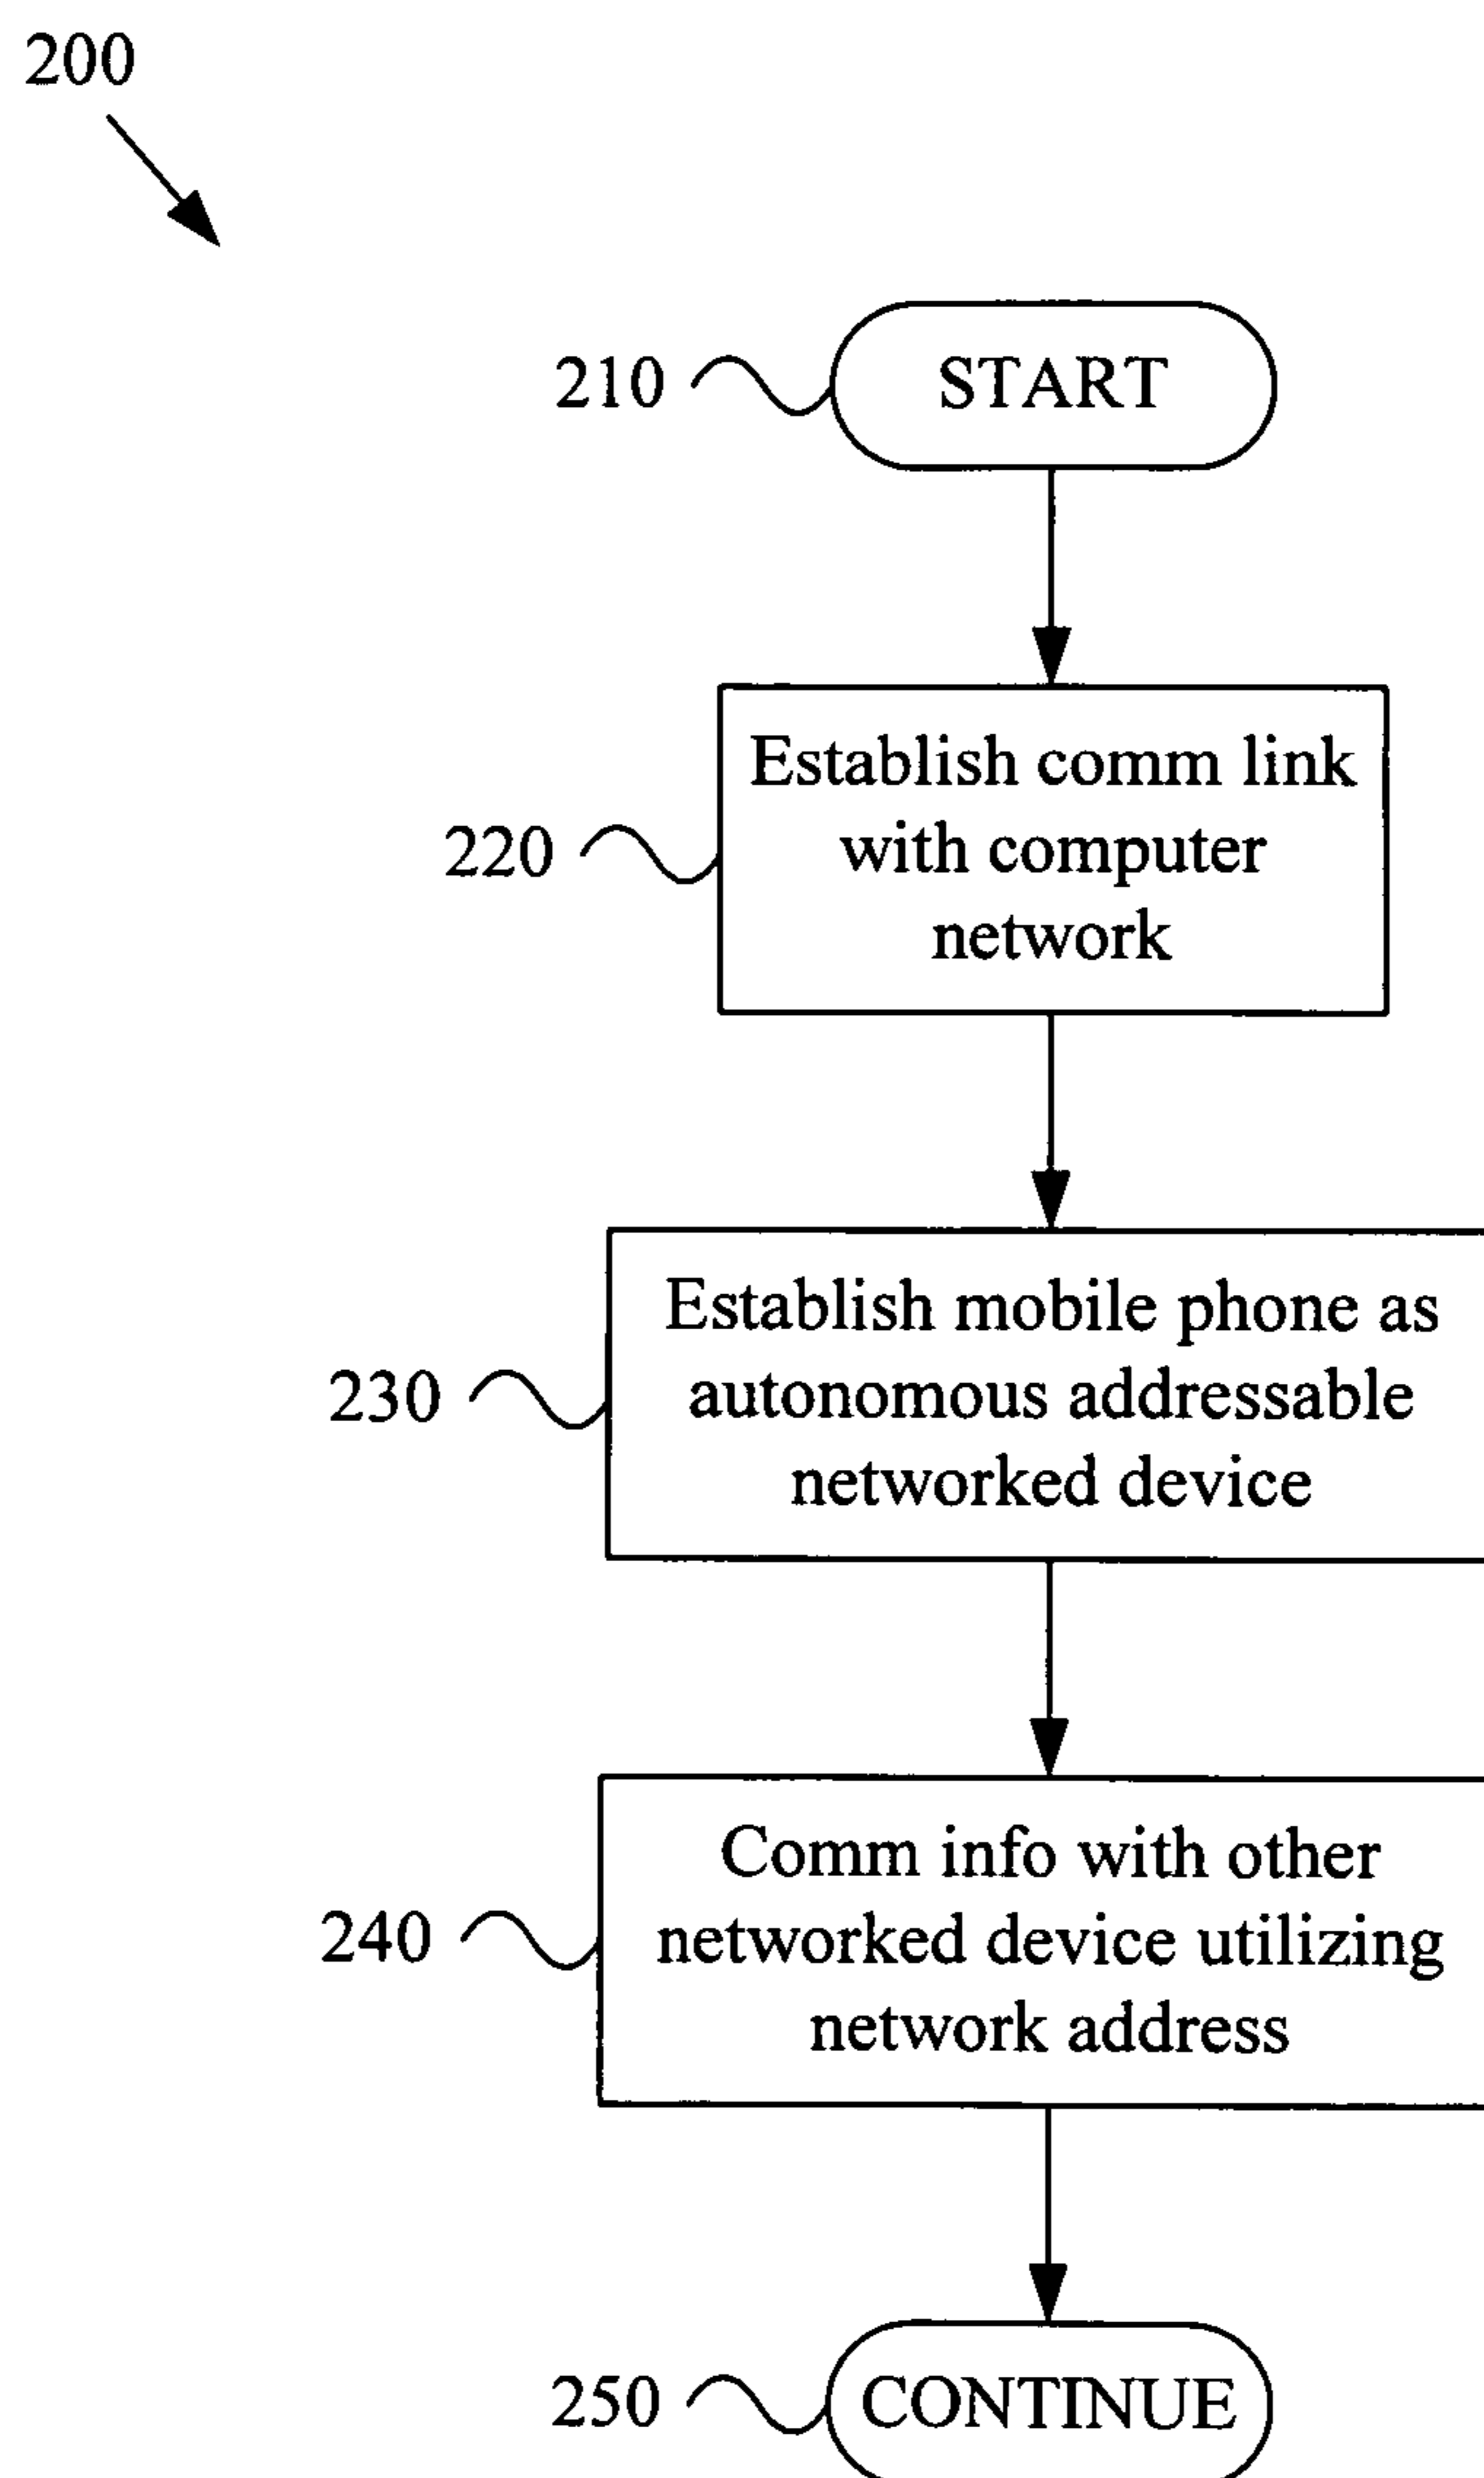 200
210 START
220
Establish comm link
with computer
network
230
Establish mobile phone as
autonomous addressable
networked device
240
Comm info with other
networked device utilizing
network address
250 CONTINUE